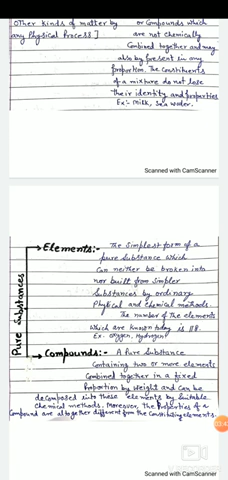 Other kinds of matter by
any Physical Process]
or Compounds which
are not chemically
Combined together and may
also by present in any
proportion. The Constituents
of a mixture do not lose
their identity and properties
Ex:- Milk, Sea Water.
Scanned with CamScanner
Scanned with CamScanner
Pure Substances
Elements:- The Simplest form of a
pure Substance which
Can neither be broken into
nor built from Simpler
Substances by ordinary
Physical and chemical methods.
The number of the elements
which are known today is 118.
Ex. oxygen, Hydrogen
Compounds:- A Pure Substance
Containing two or more elements
Combined together in a fixed
Proportion by weight and can be
decomposed into these elements by Suitable
Chemical methods. Moreover, the Properties of a
Compound are altogether different from the Constituting elements.
Scanned with CamScanner